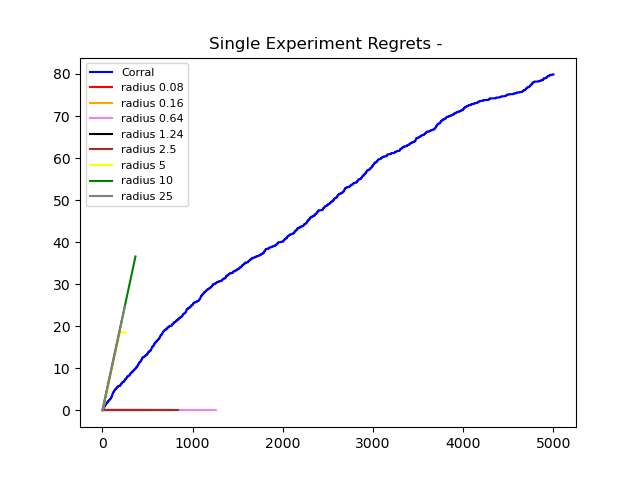 Single Experiment Regrets -
Corral
radius 0.08
radius 0.16
radius 0.64
radius 1.24
radius 2.5
radius 5
radius 10
radius 25
80
70
60
50
40
30
20
10
0
0 1000 2000 3000 4000 5000